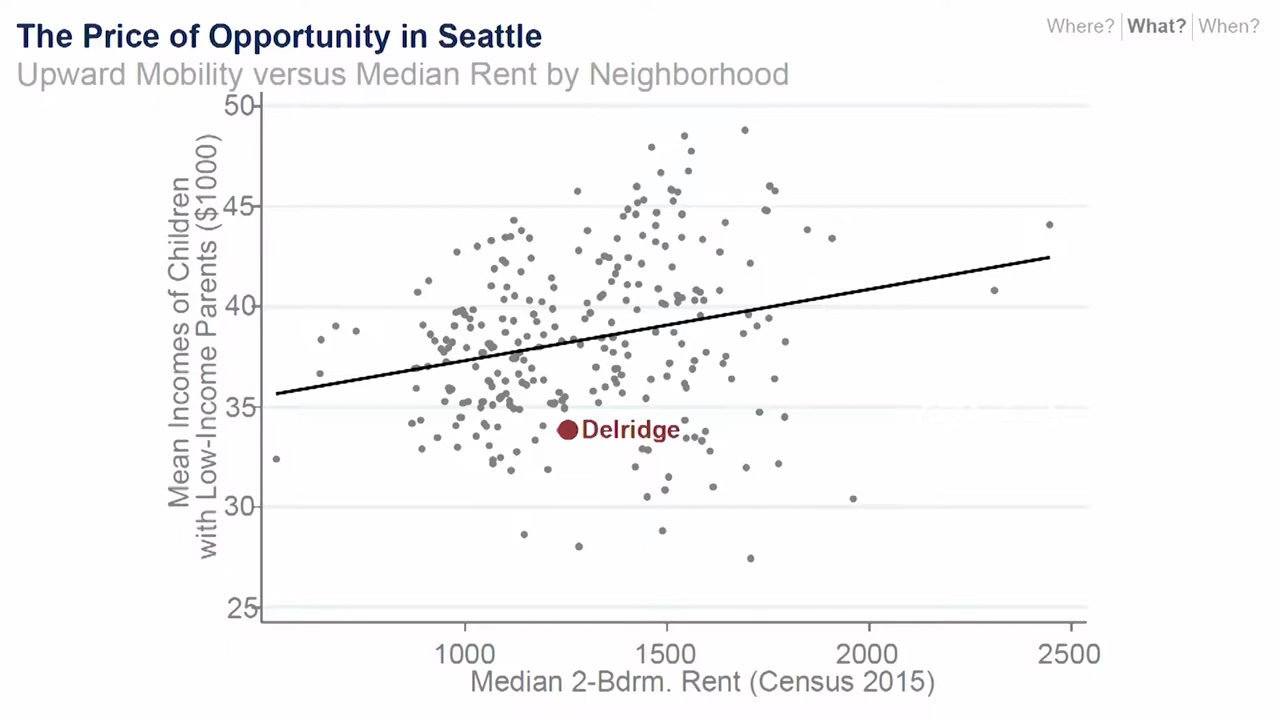 The Price of Opportunity in Seattle
Where? | What? | When?
Upward Mobility versus Median Rent by Neighborhood
Mean Incomes of Children
with Low-Income Parents ($1000)
50
45
40
35
30
25
Delridge
1000 1500 2000 2500
Median 2-Bdrm. Rent (Census 2015)